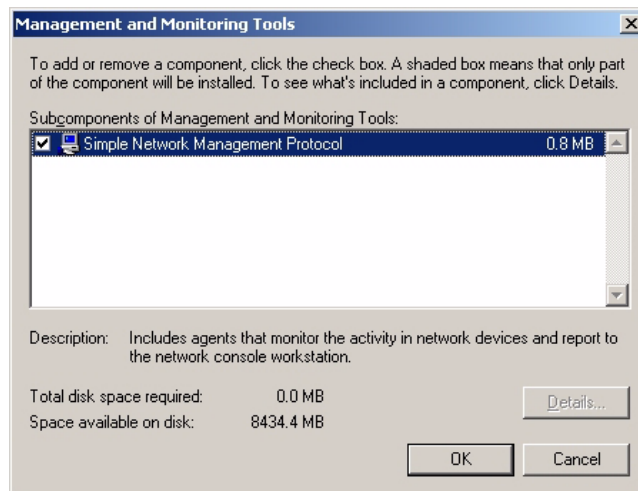 Management and Monitoring Tools
To add or remove a component, click the check box. A shaded box means that only part
of the component will be installed. To see what's included in a component, click Details.
Subcomponents of Management and Monitoring Tools:
Simple Network Management Protocol 0.8 MB
Description: Includes agents that monitor the activity in network devices and report to
the network console workstation.
Total disk space required: 0.0 MB
Space available on disk: 8434.4 MB
Details...
OK Cancel